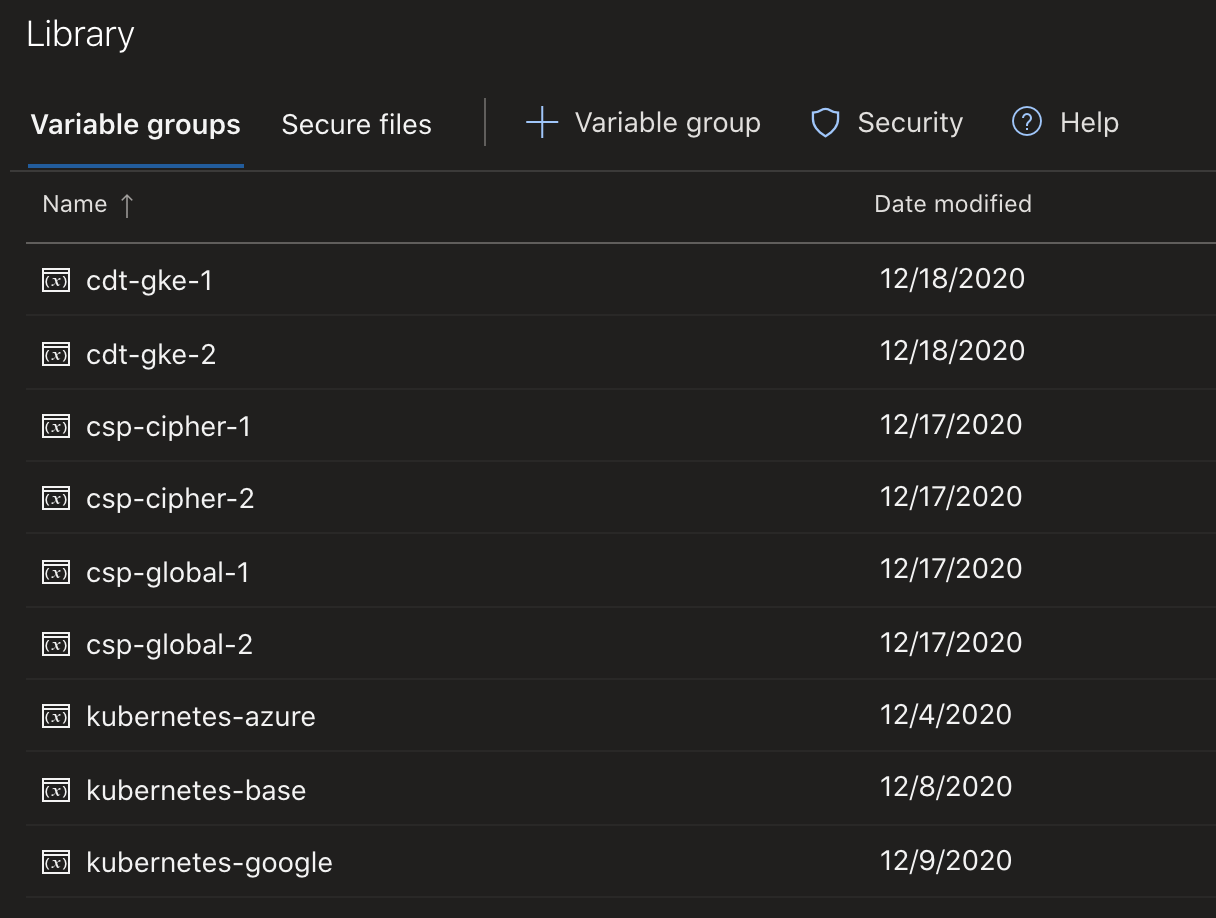 Library
Variable groups Secure files Variable group Security Help
Name ↑ Date modified
(x) cdt-gke-1 12/18/2020
(x) cdt-gke-2 12/18/2020
(x) csp-cipher-1 12/17/2020
(x) csp-cipher-2 12/17/2020
(x) csp-global-1 12/17/2020
(x) csp-global-2 12/17/2020
(x) kubernetes-azure 12/4/2020
(x) kubernetes-base 12/8/2020
(x) kubernetes-google 12/9/2020